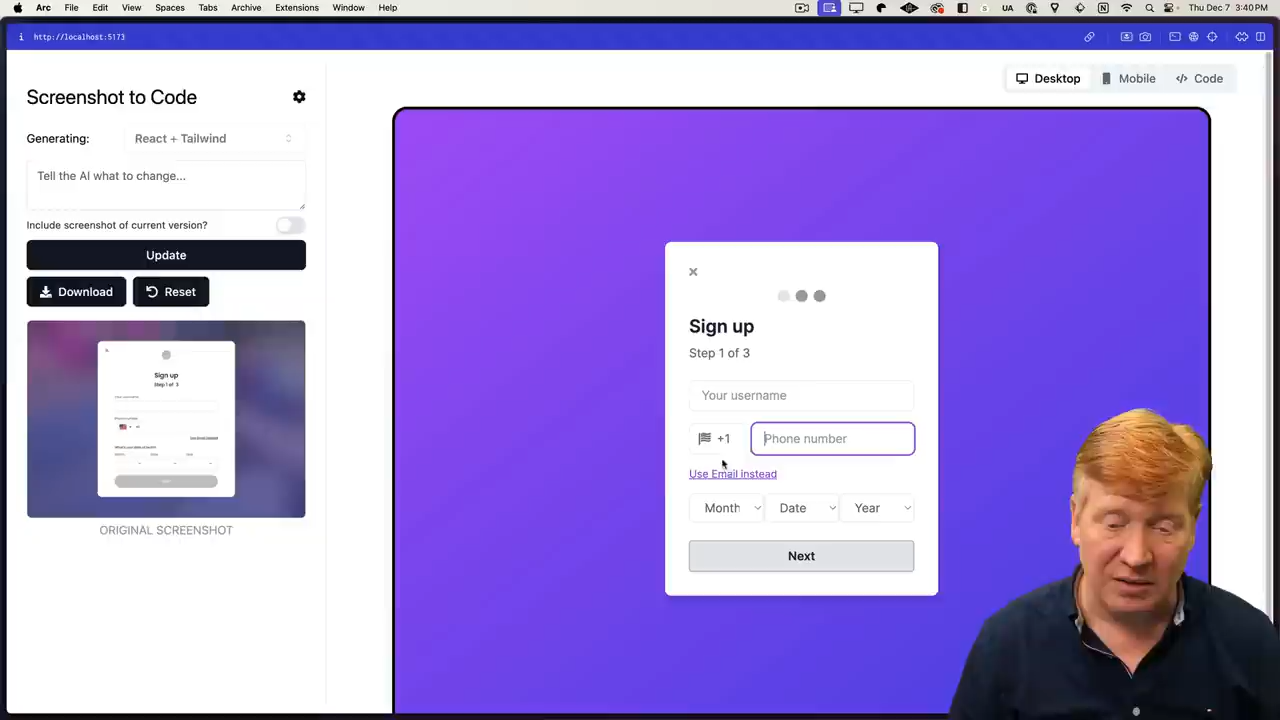 Arc File Edit View Spaces Tabs Archive Extensions Window Help UA Thu Dec 7 3:40 PM
http://localhost:5173
Desktop Mobile </> Code
Screenshot to Code
Generating: React + Tailwind
Tell the AI what to change...
Include screenshot of current version?
Update
Download Reset
Sign up
Step 1 of 3
ORIGINAL SCREENSHOT
Sign up
Step 1 of 3
Your username
+1 Phone number
Use Email instead
Month Date Year
Next